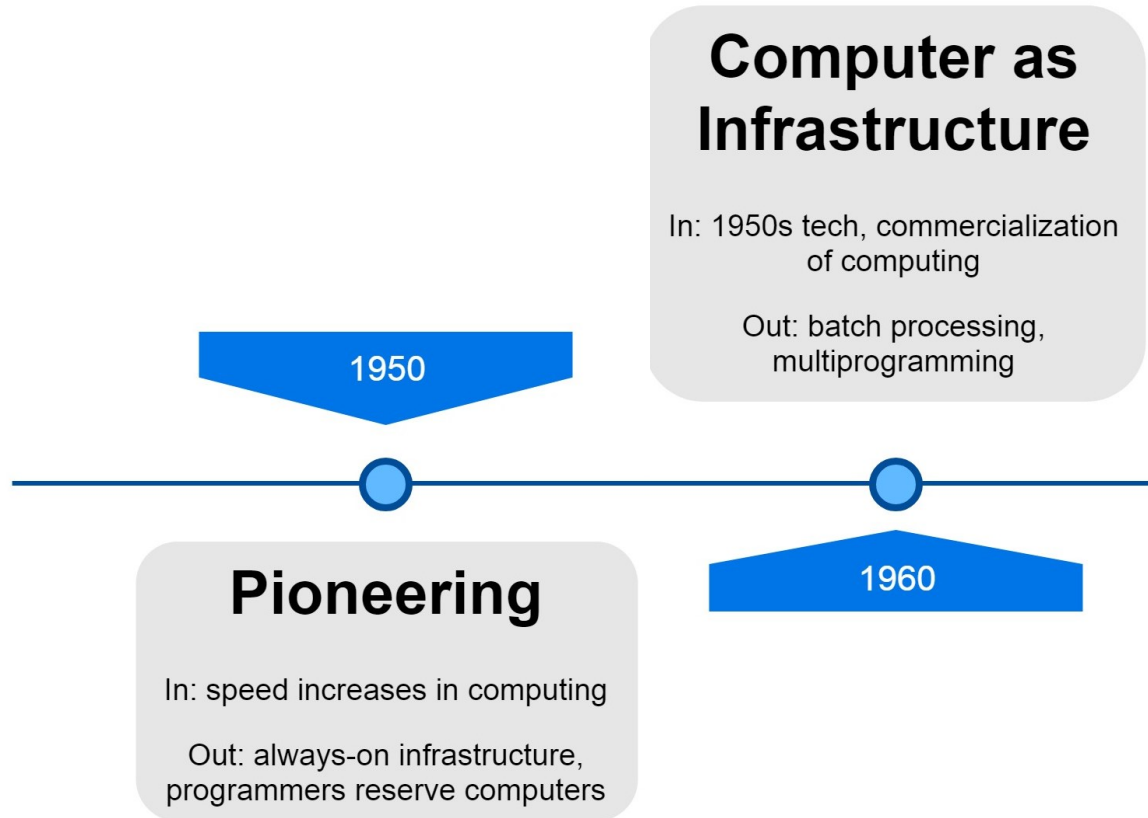 1950
Pioneering
In: speed increases in computing
Out: always-on infrastructure,
programmers reserve computers
Computer as
Infrastructure
In: 1950s tech, commercialization
of computing
Out: batch processing,
multiprogramming
1960